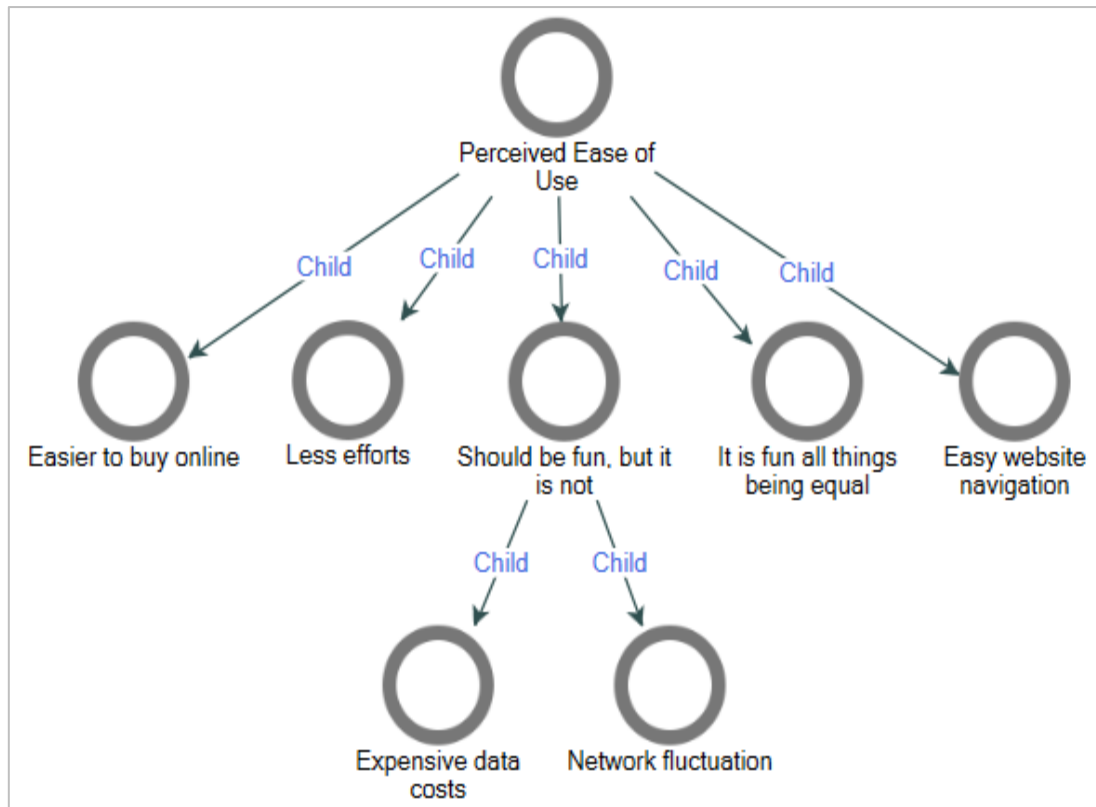 Perceived Ease of
Use
Child
Child
Child
Child
Child
Easier to buy online
Less efforts
Should be fun, but it
is not
It is fun all things
being equal
Easy website
navigation
Child
Child
Expensive data
costs
Network fluctuation